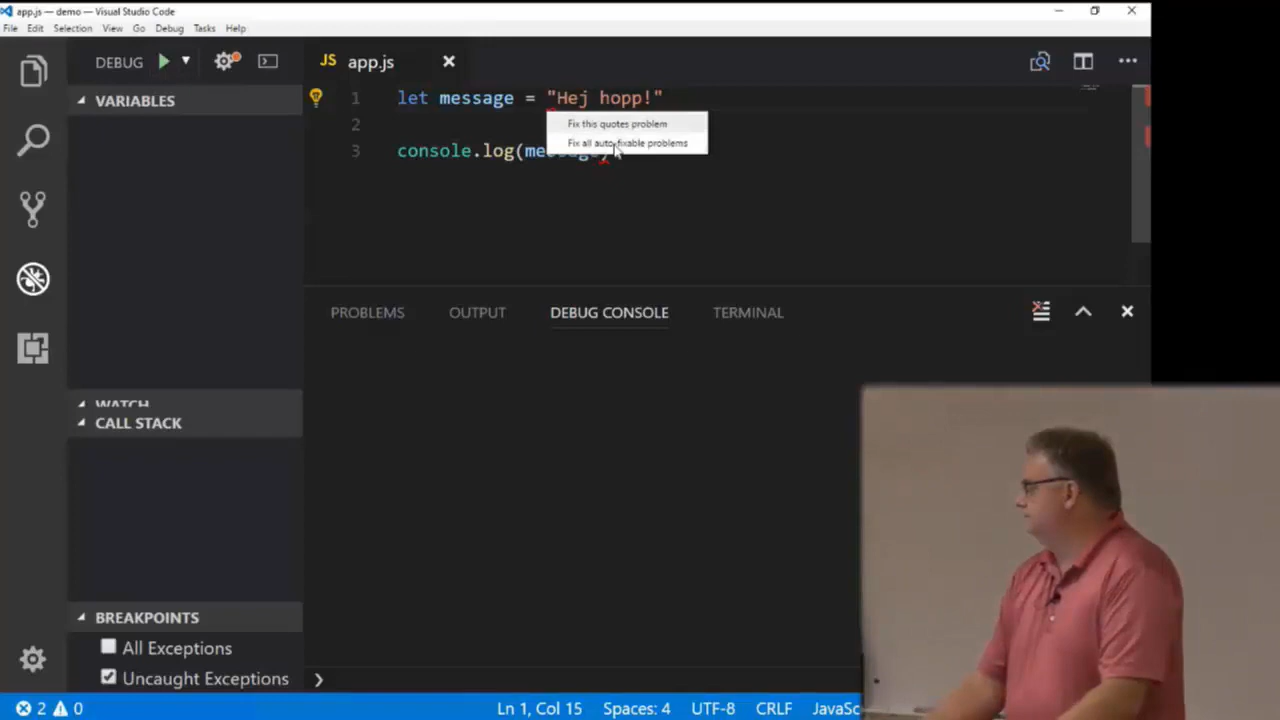 app.js — demo — Visual Studio Code
File Edit Selection View Go Debug Tasks Help
DEBUG
JS app.js
VARIABLES
1 let message = "Hej hopp!"
2
Fix this quotes problem
Fix all auto-fixable problems
3 console.log(message)
PROBLEMS OUTPUT DEBUG CONSOLE TERMINAL
WATCH
CALL STACK
BREAKPOINTS
All Exceptions
Uncaught Exceptions
2 0 Ln 1, Col 15 Spaces: 4 UTF-8 CRLF JavaSc